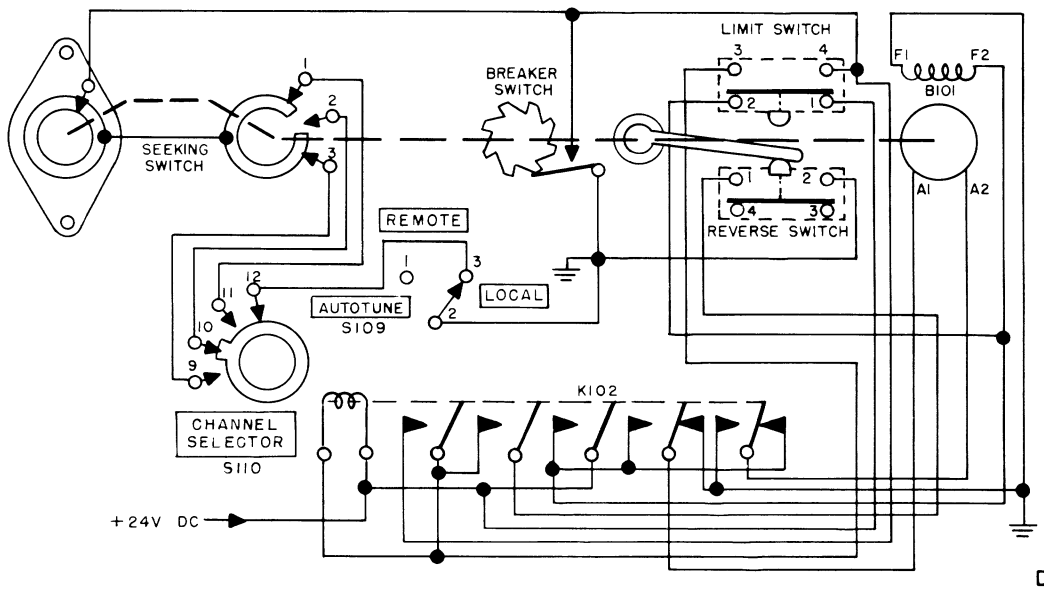 LIMIT SWITCH
3 4
F1 F2
1
BREAKER
SWITCH
B101
2
2 1
SEEKING
SWITCH
3
1 2
A1 A2
4 3
REVERSE SWITCH
REMOTE
12 1 3
11
AUTOTUNE LOCAL
S109
2
10
9
K102
CHANNEL
SELECTOR
S110
+24V DC